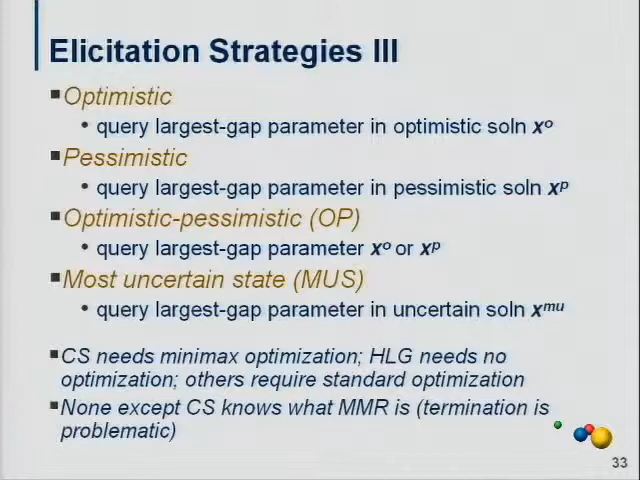 Elicitation Strategies III
▪Optimistic
• query largest-gap parameter in optimistic soln xᵒ
▪Pessimistic
• query largest-gap parameter in pessimistic soln xᵖ
▪Optimistic-pessimistic (OP)
• query largest-gap parameter xᵒ or xᵖ
▪Most uncertain state (MUS)
• query largest-gap parameter in uncertain soln xᵐᵘ
▪CS needs minimax optimization; HLG needs no
optimization; others require standard optimization
▪None except CS knows what MMR is (termination is
problematic)
33